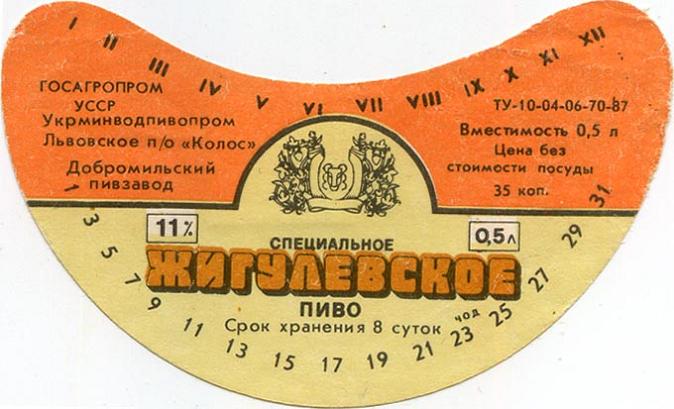 I II III IV V VI VII VIII IX X XI XII
ГОСАГРОПРОМ
УССР
Укрминводпивопром
Львовское п/о «Колос»
Добромильский
пивзавод
ТУ-10-04-06-70-87
Вместимость 0,5 л
Цена без
стоимости посуды
35 коп.
11%
0,5л
СПЕЦИАЛЬНОЕ
ЖИГУЛЕВСКОЕ
ПИВО
Срок хранения 8 суток
1 3 5 7 9 11 13 15 17 19 21 23 25 27 29 31